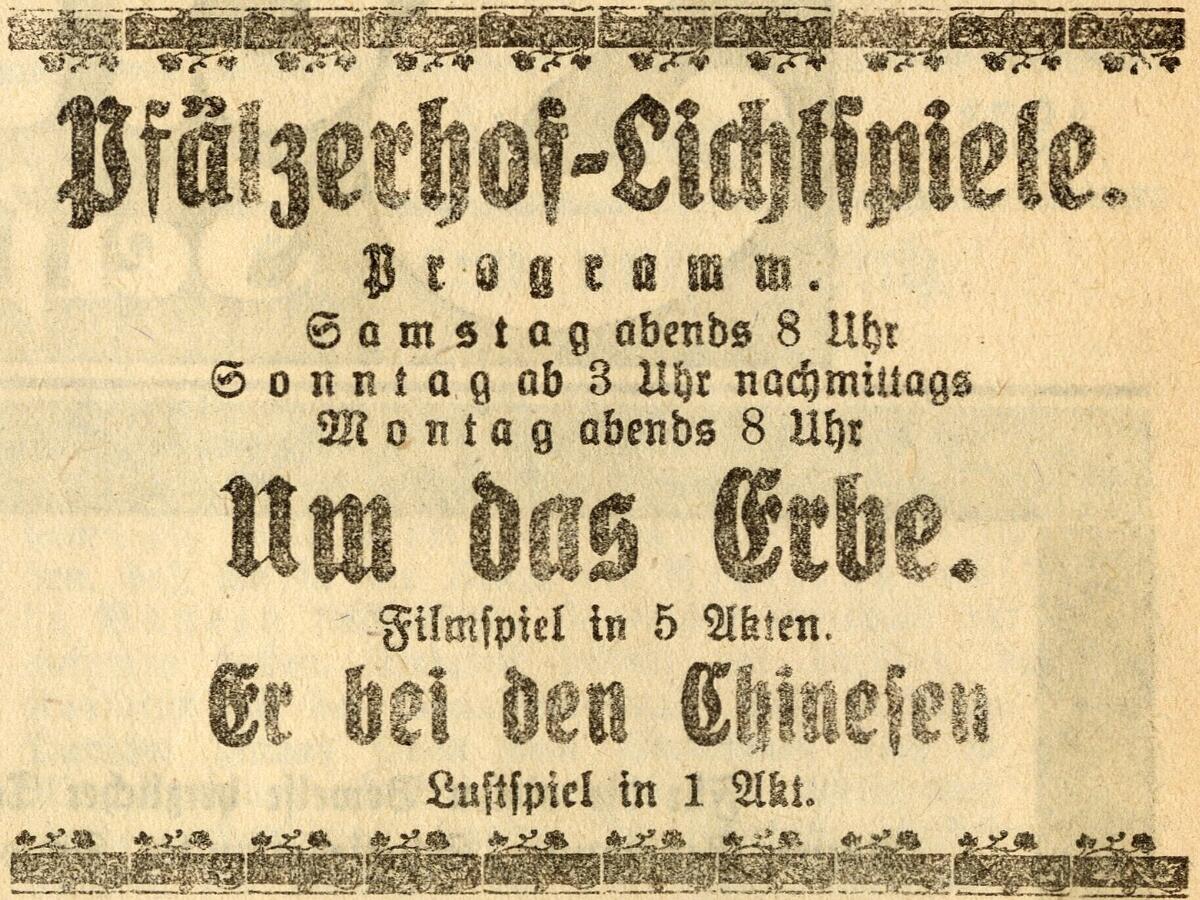 Pfälzerhof-Lichtspiele.
Programm.
Samstag abends 8 Uhr
Sonntag ab 3 Uhr nachmittags
Montag abends 8 Uhr
Um das Erbe.
Filmspiel in 5 Akten.
Er bei den Chinesen
Lustspiel in 1 Akt.